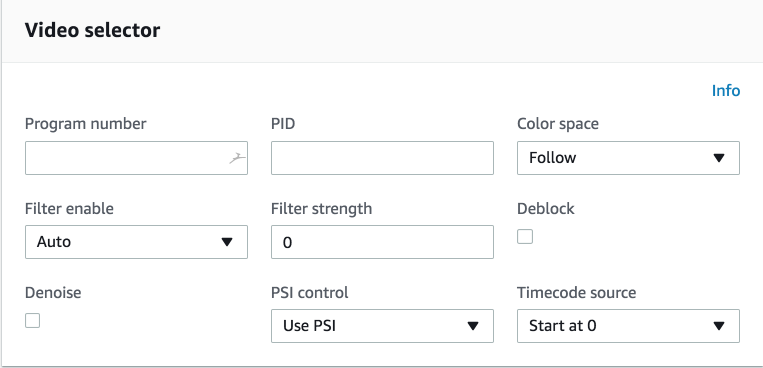 Video selector
Info
Program number
PID
Color space
Follow
Filter enable
Filter strength
Deblock
Auto
0
Denoise
PSI control
Timecode source
Use PSI
Start at 0